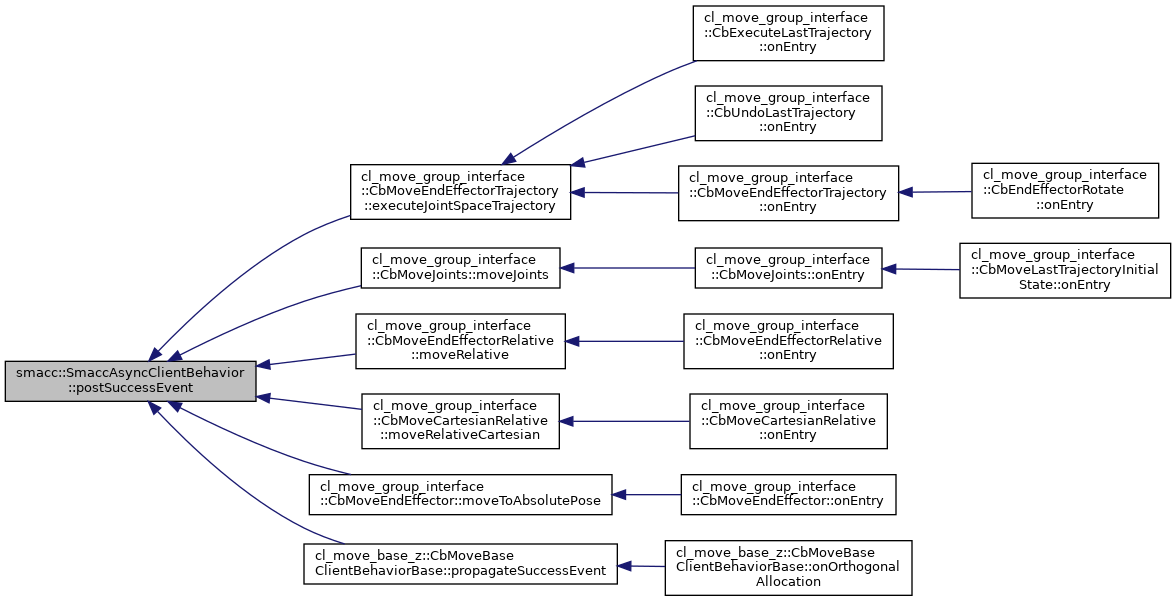 cl_move_group_interface
::CbExecuteLastTrajectory
::onEntry
cl_move_group_interface
::CbUndoLastTrajectory
::onEntry
cl_move_group_interface
::CbMoveEndEffectorTrajectory
::executeJointSpaceTrajectory
cl_move_group_interface
::CbMoveEndEffectorTrajectory
::onEntry
cl_move_group_interface
::CbEndEffectorRotate
::onEntry
cl_move_group_interface
::CbMoveJoints::moveJoints
cl_move_group_interface
::CbMoveJoints::onEntry
cl_move_group_interface
::CbMoveLastTrajectoryInitial
State::onEntry
cl_move_group_interface
::CbMoveEndEffectorRelative
::moveRelative
cl_move_group_interface
::CbMoveEndEffectorRelative
::onEntry
smacc::SmaccAsyncClientBehavior
::postSuccessEvent
cl_move_group_interface
::CbMoveCartesianRelative
::moveRelativeCartesian
cl_move_group_interface
::CbMoveCartesianRelative
::onEntry
cl_move_group_interface
::CbMoveEndEffector::moveToAbsolutePose
cl_move_group_interface
::CbMoveEndEffector::onEntry
cl_move_base_z::CbMoveBase
ClientBehaviorBase::propagateSuccessEvent
cl_move_base_z::CbMoveBase
ClientBehaviorBase::onOrthogonal
Allocation